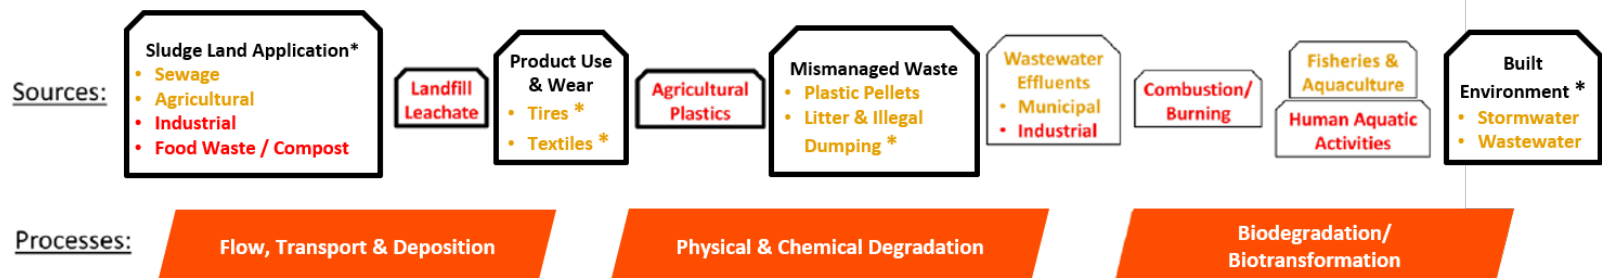 Sources:
Sludge Land Application*
• Sewage
• Agricultural
• Industrial
• Food Waste / Compost
Landfill
Leachate
Product Use
& Wear
• Tires *
• Textiles *
Agricultural
Plastics
Mismanaged Waste
• Plastic Pellets
• Litter & Illegal
Dumping *
Wastewater
Effluents
• Municipal
• Industrial
Combustion/
Burning
Fisheries &
Aquaculture
Human Aquatic
Activities
Built
Environment *
• Stormwater
• Wastewater
Processes:
Flow, Transport & Deposition
Physical & Chemical Degradation
Biodegradation/
Biotransformation